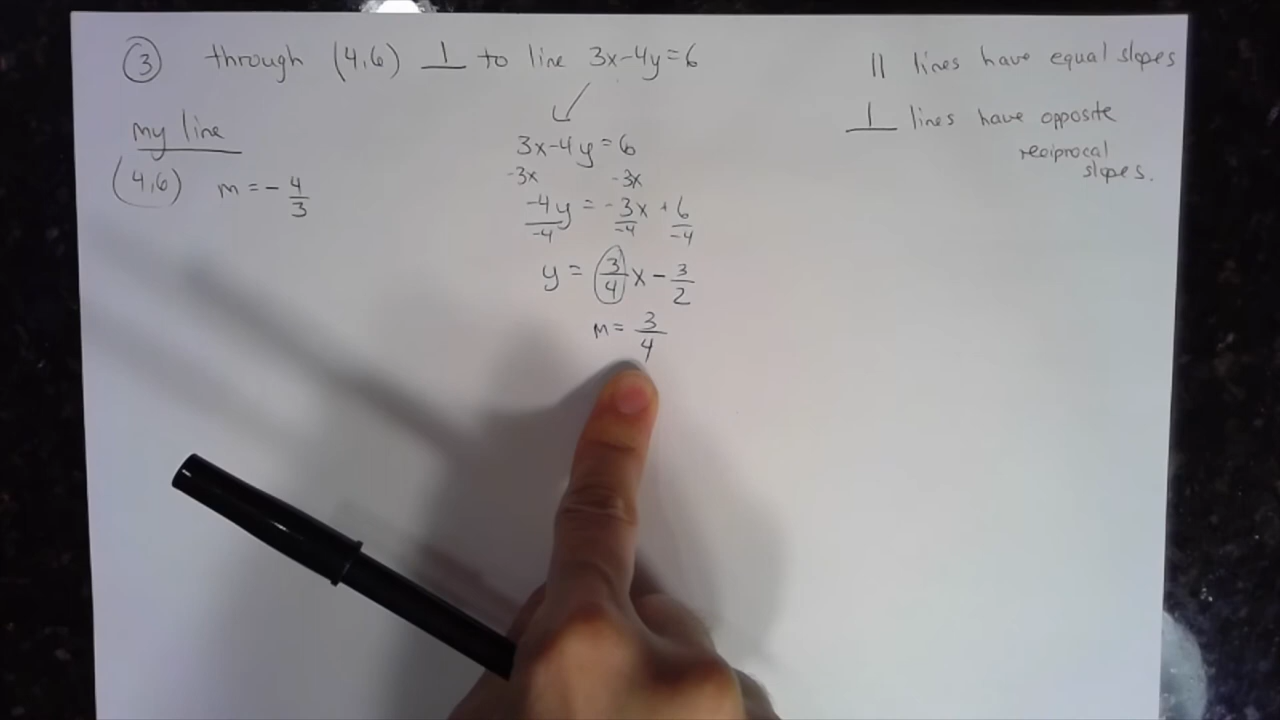 ③ through (4,6) ⊥ to line 3x-4y=6
my line
(4,6) m = - 4/3
3x-4y=6
-3x -3x
-4y/-4 = -3x/-4 + 6/-4
y = 3/4 x - 3/2
m = 3/4
|| lines have equal slopes
⊥ lines have opposite
reciprocal
slopes.